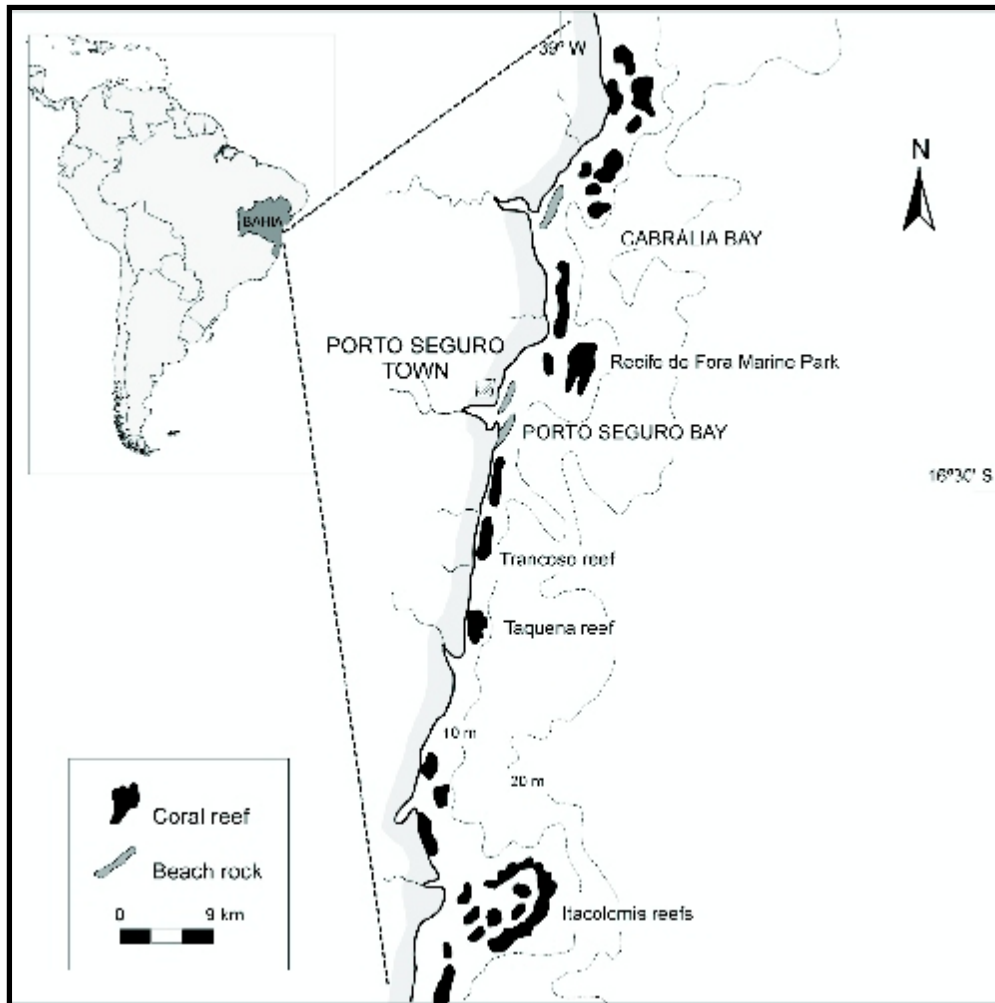 39° W
N
BAHIA
CABRÁLIA BAY
PORTO SEGURO
TOWN
Recife de Fora Marine Park
PORTO SEGURO BAY
16°30' S
Trancoso reef
Taquena reef
10 m
20 m
Coral reef
Beach rock
0 9 km
Itacolomis reefs